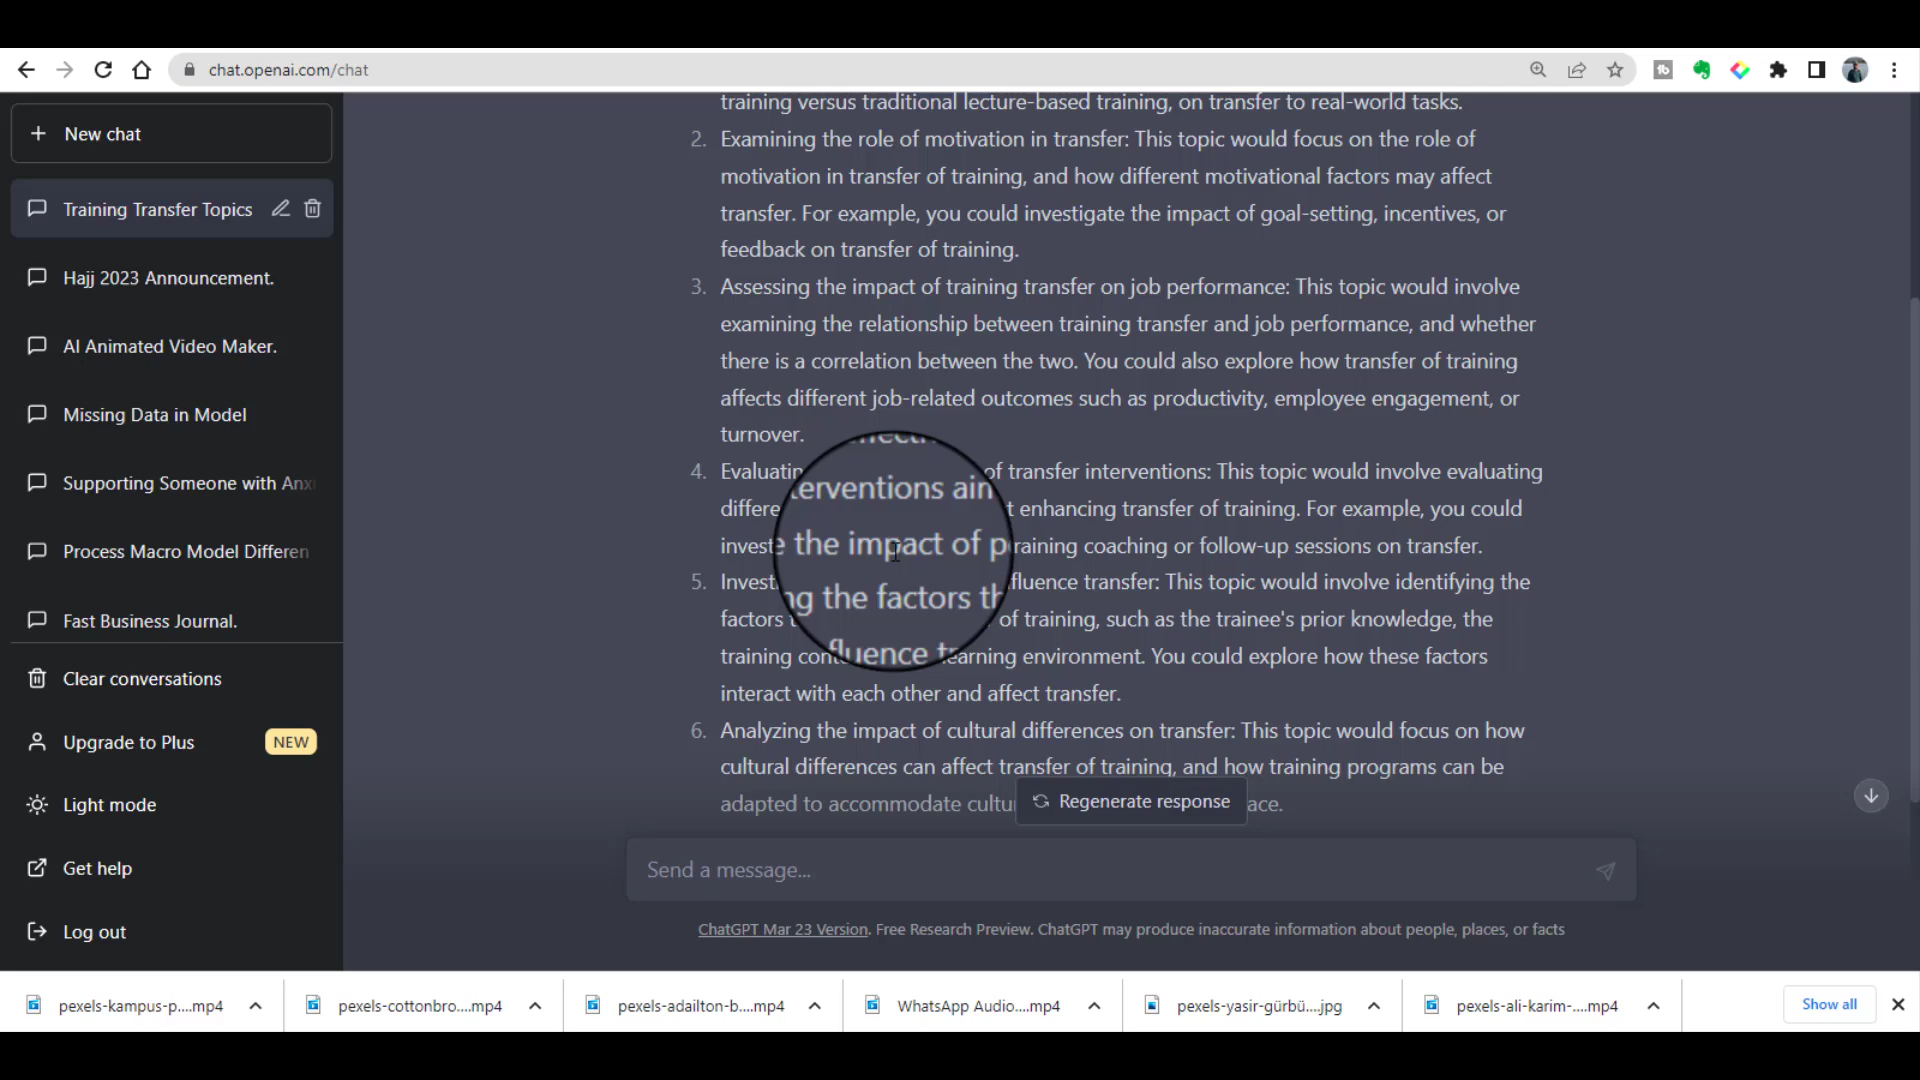 chat.openai.com/chat
New chat
Training Transfer Topics
Hajj 2023 Announcement.
AI Animated Video Maker.
Missing Data in Model
Supporting Someone with Anxi
Process Macro Model Differen
Fast Business Journal.
Clear conversations
Upgrade to Plus NEW
Light mode
Get help
Log out
training versus traditional lecture-based training, on transfer to real-world tasks.
2. Examining the role of motivation in transfer: This topic would focus on the role of
motivation in transfer of training, and how different motivational factors may affect
transfer. For example, you could investigate the impact of goal-setting, incentives, or
feedback on transfer of training.
3. Assessing the impact of training transfer on job performance: This topic would involve
examining the relationship between training transfer and job performance, and whether
there is a correlation between the two. You could also explore how transfer of training
affects different job-related outcomes such as productivity, employee engagement, or
turnover.
4. Evaluatin of transfer interventions: This topic would involve evaluating
differe terventions aim t enhancing transfer of training. For example, you could
investe the impact of p raining coaching or follow-up sessions on transfer.
5. Invest ng the factors th fluence transfer: This topic would involve identifying the
factors of training, such as the trainee's prior knowledge, the
training cont fluence tr earning environment. You could explore how these factors
interact with each other and affect transfer.
6. Analyzing the impact of cultural differences on transfer: This topic would focus on how
cultural differences can affect transfer of training, and how training programs can be
adapted to accommodate cultu ace.
Regenerate response
Send a message...
ChatGPT Mar 23 Version. Free Research Preview. ChatGPT may produce inaccurate information about people, places, or facts
pexels-kampus-p....mp4
pexels-cottonbro....mp4
pexels-adailton-b....mp4
WhatsApp Audio....mp4
pexels-yasir-gürbü....jpg
pexels-ali-karim-....mp4
Show all